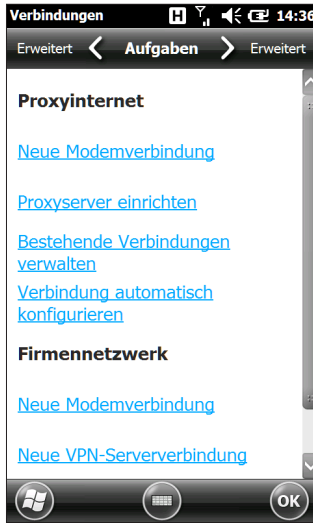 Verbindungen H 14:36
Erweitert Aufgaben Erweitert
Proxyinternet
Neue Modemverbindung
Proxyserver einrichten
Bestehende Verbindungen
verwalten
Verbindung automatisch
konfigurieren
Firmennetzwerk
Neue Modemverbindung
Neue VPN-Serververbindung
OK